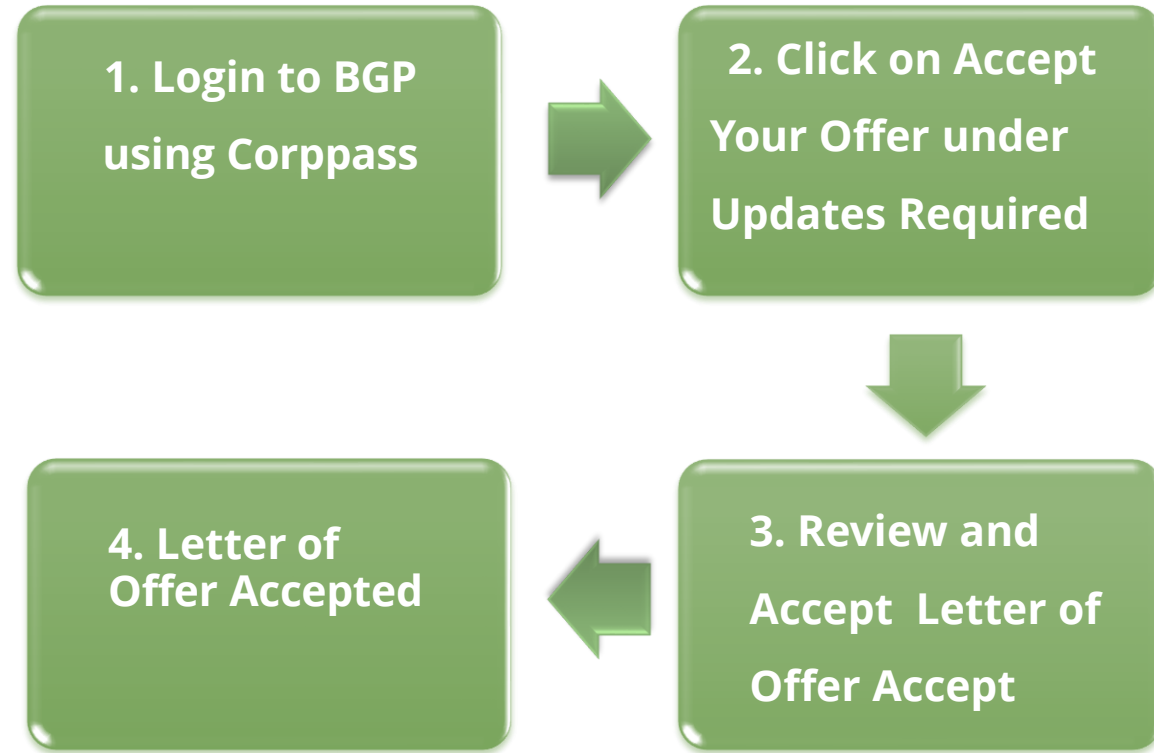 1. Login to BGP
using Corppass
2. Click on Accept
Your Offer under
Updates Required
3. Review and
Accept  Letter of
Offer Accept
4. Letter of
Offer Accepted